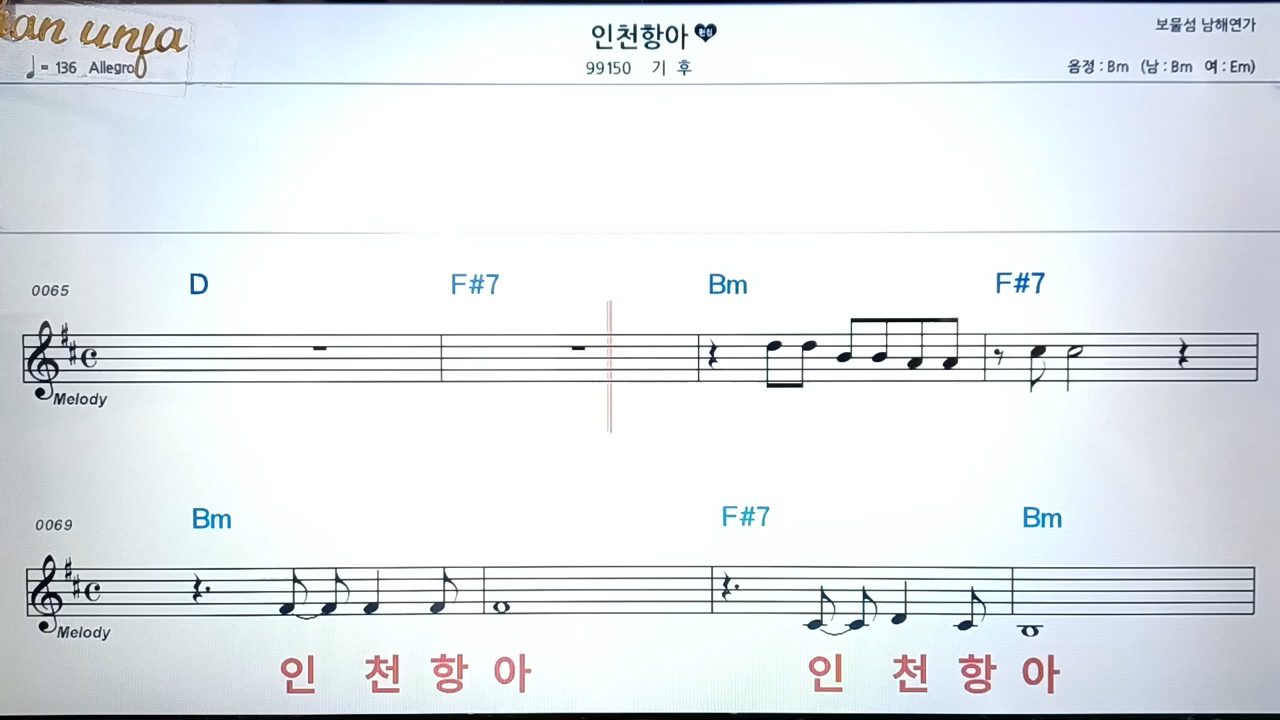 인천항아
보물섬 남해연가
♩= 136 Allegro
99150 기 후
음정 : Bm (남 : Bm 여 : Em)
0065 D F#7 Bm F#7
Melody
0069 Bm F#7 Bm
Melody
인 천 항 아 인 천 항 아